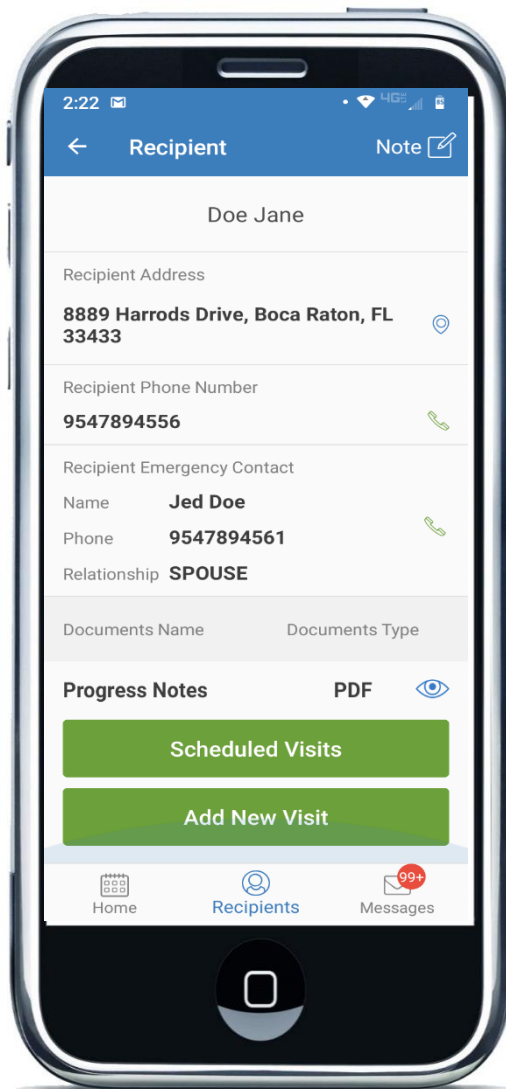 2:22 4G
Recipient Note
Doe Jane
Recipient Address
8889 Harrods Drive, Boca Raton, FL
33433
Recipient Phone Number
9547894556
Recipient Emergency Contact
Name Jed Doe
Phone 9547894561
Relationship SPOUSE
Documents Name Documents Type
Progress Notes PDF
Scheduled Visits
Add New Visit
99+
Home Recipients Messages